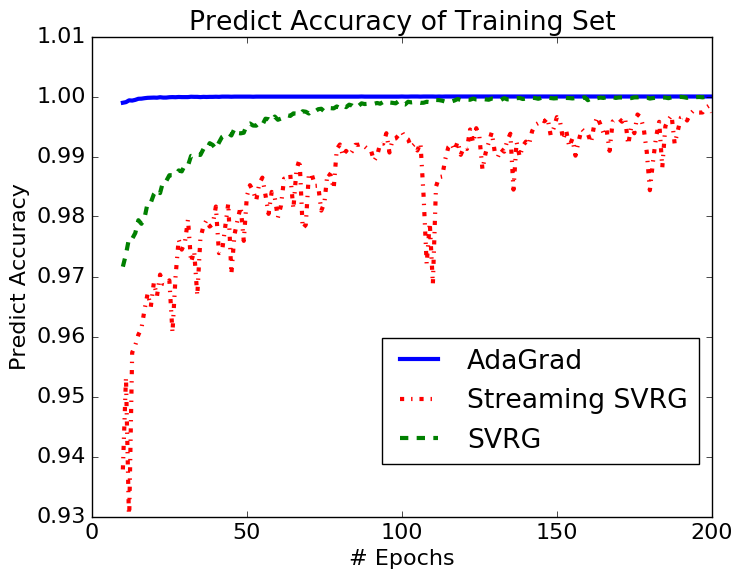 Predict Accuracy of Training Set
1.01
1.00
0.99
0.98
0.97
0.96
0.95
0.94
0.93
Predict Accuracy
AdaGrad
Streaming SVRG
SVRG
0 50 100 150 200
# Epochs